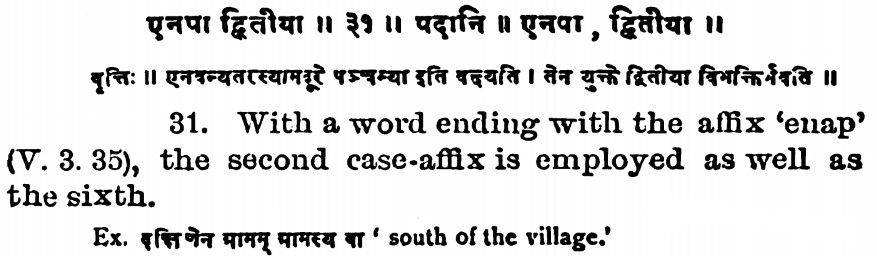 एनपा द्वितीया ॥ ३१ ॥ पदानि ॥ एनपा , द्वितीया ॥
वृत्तिः ॥ एनबन्यतरस्यामदूरे पञ्चम्या इति वक्ष्यति । तेन युक्ते द्वितीया विभक्तिर्भवति ॥
31. With a word ending with the affix ‘enap’
(V. 3. 35), the second case-affix is employed as well as
the sixth.
Ex. दक्षिणेन ग्रामम् ग्रामस्य वा ‘ south of the village.’